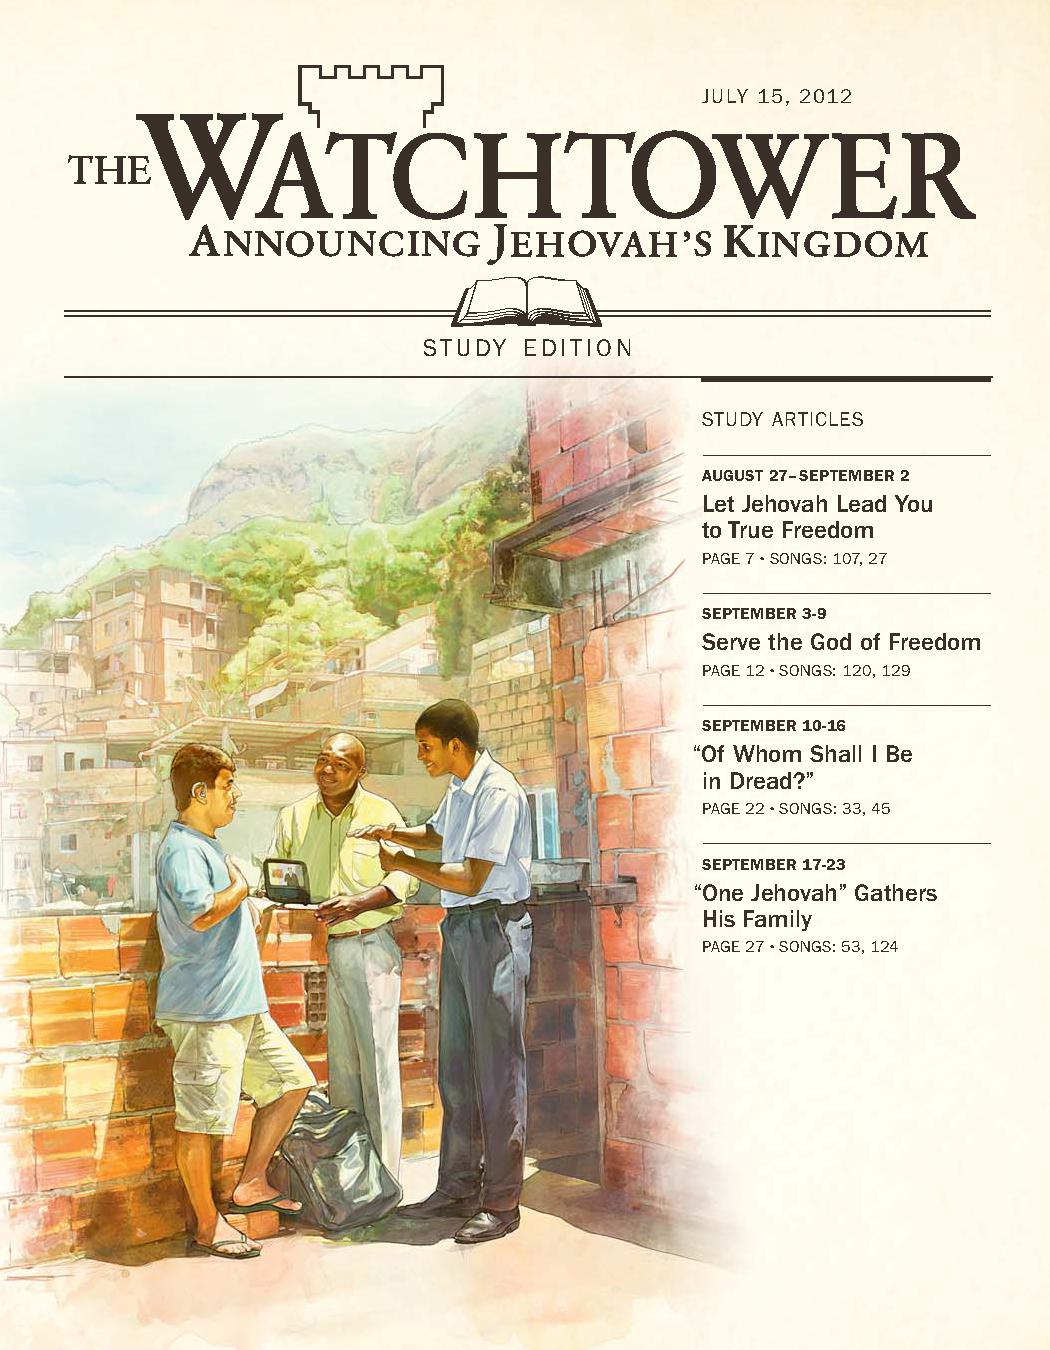 JULY 15, 2012
THE WATCHTOWER
ANNOUNCING JEHOVAH'S KINGDOM
STUDY EDITION
STUDY ARTICLES
AUGUST 27–SEPTEMBER 2
Let Jehovah Lead You
to True Freedom
PAGE 7 • SONGS: 107, 27
SEPTEMBER 3-9
Serve the God of Freedom
PAGE 12 • SONGS: 120, 129
SEPTEMBER 10-16
“Of Whom Shall I Be
in Dread?”
PAGE 22 • SONGS: 33, 45
SEPTEMBER 17-23
“One Jehovah” Gathers
His Family
PAGE 27 • SONGS: 53, 124